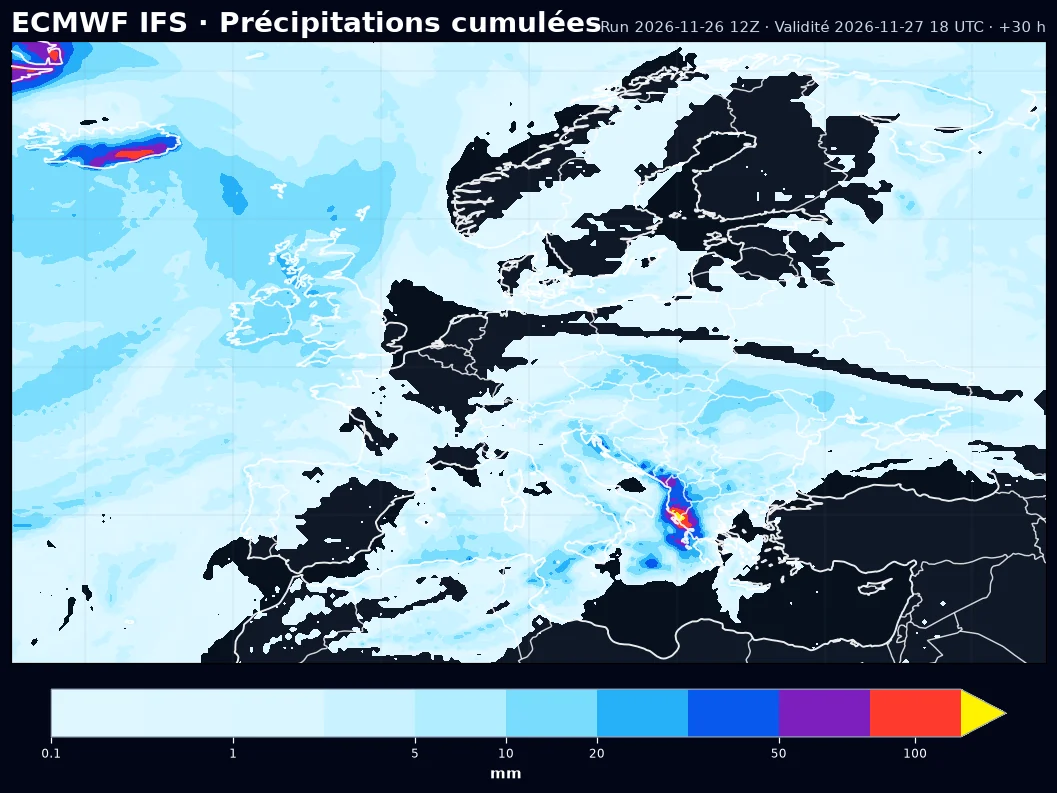 ECMWF IFS · Précipitations cumulées
Run 2026-11-26 12Z · Validité 2026-11-27 18 UTC · +30 h
0.1 1 5 10 20 50 100
mm